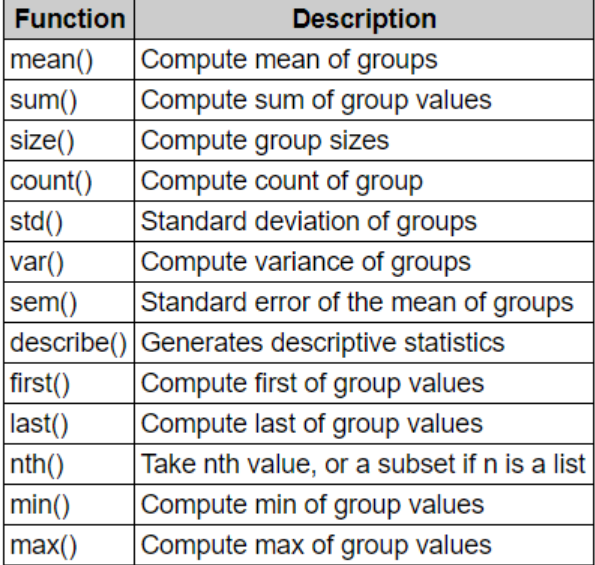 Function Description
mean() Compute mean of groups
sum() Compute sum of group values
size() Compute group sizes
count() Compute count of group
std() Standard deviation of groups
var() Compute variance of groups
sem() Standard error of the mean of groups
describe() Generates descriptive statistics
first() Compute first of group values
last() Compute last of group values
nth() Take nth value, or a subset if n is a list
min() Compute min of group values
max() Compute max of group values